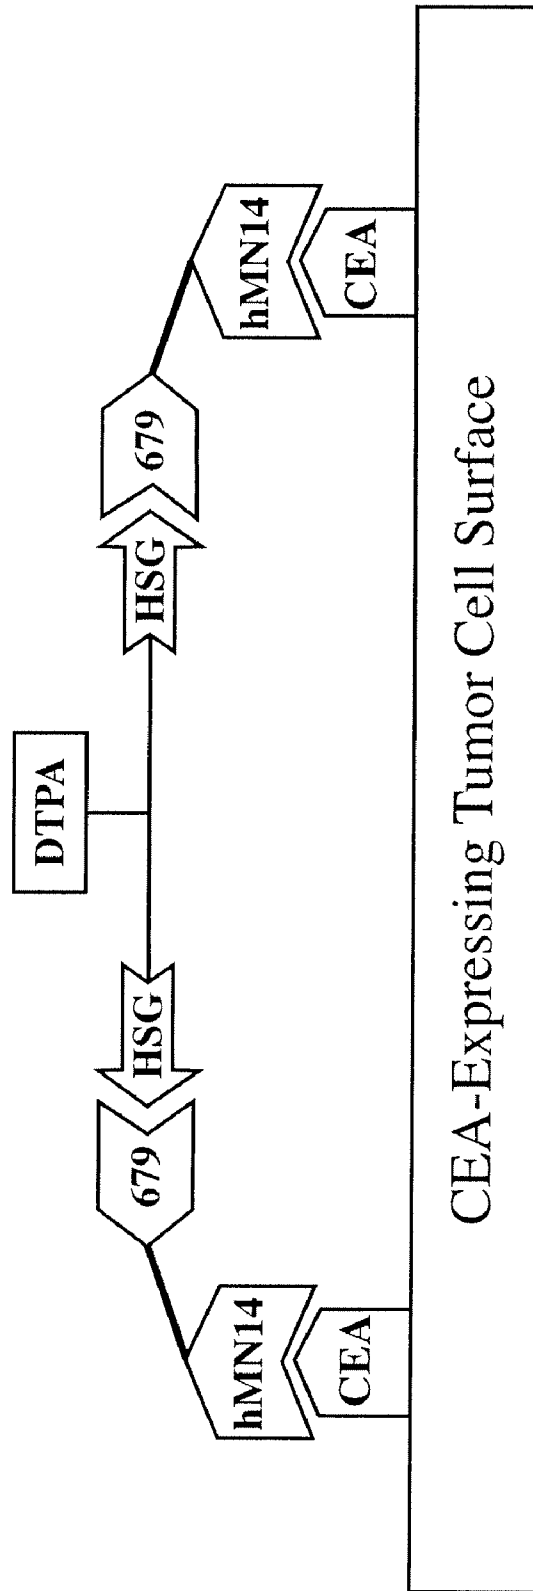 DTPA
679
HSG
HSG
679
hMN14
hMN14
CEA
CEA
CEA-Expressing Tumor Cell Surface